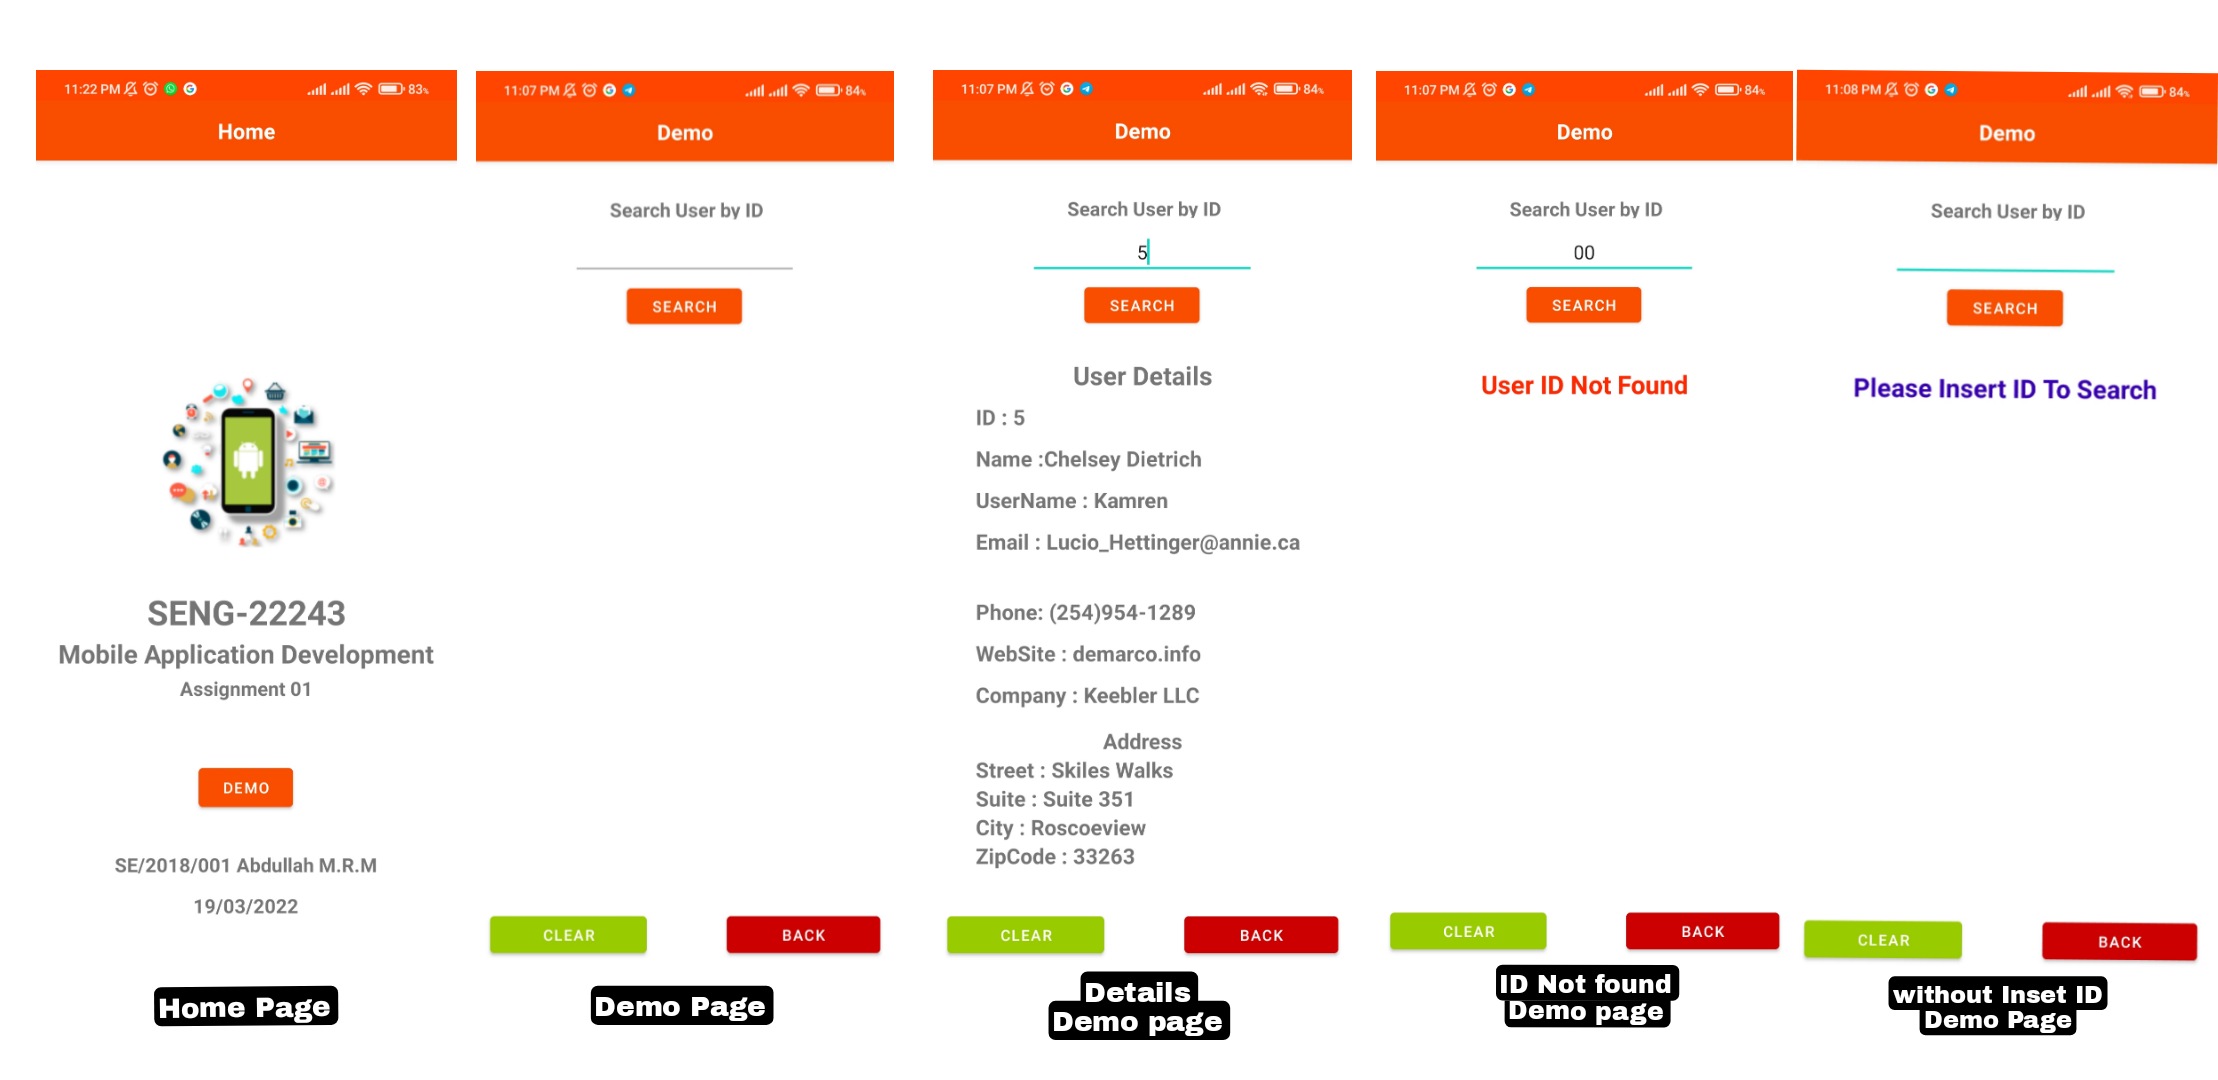 11:22 PM
83%
Home
SENG-22243
Mobile Application Development
Assignment 01
DEMO
SE/2018/001 Abdullah M.R.M
19/03/2022
Home Page
11:07 PM
84%
Demo
Search User by ID
SEARCH
CLEAR
BACK
Demo Page
11:07 PM
84%
Demo
Search User by ID
5
SEARCH
User Details
ID : 5
Name :Chelsey Dietrich
UserName : Kamren
Email : Lucio_Hettinger@annie.ca
Phone: (254)954-1289
WebSite : demarco.info
Company : Keebler LLC
Address
Street : Skiles Walks
Suite : Suite 351
City : Roscoeview
ZipCode : 33263
CLEAR
BACK
Details
Demo page
11:07 PM
84%
Demo
Search User by ID
00
SEARCH
User ID Not Found
CLEAR
BACK
ID Not found
Demo page
11:08 PM
84%
Demo
Search User by ID
SEARCH
Please Insert ID To Search
CLEAR
BACK
without Inset ID
Demo Page